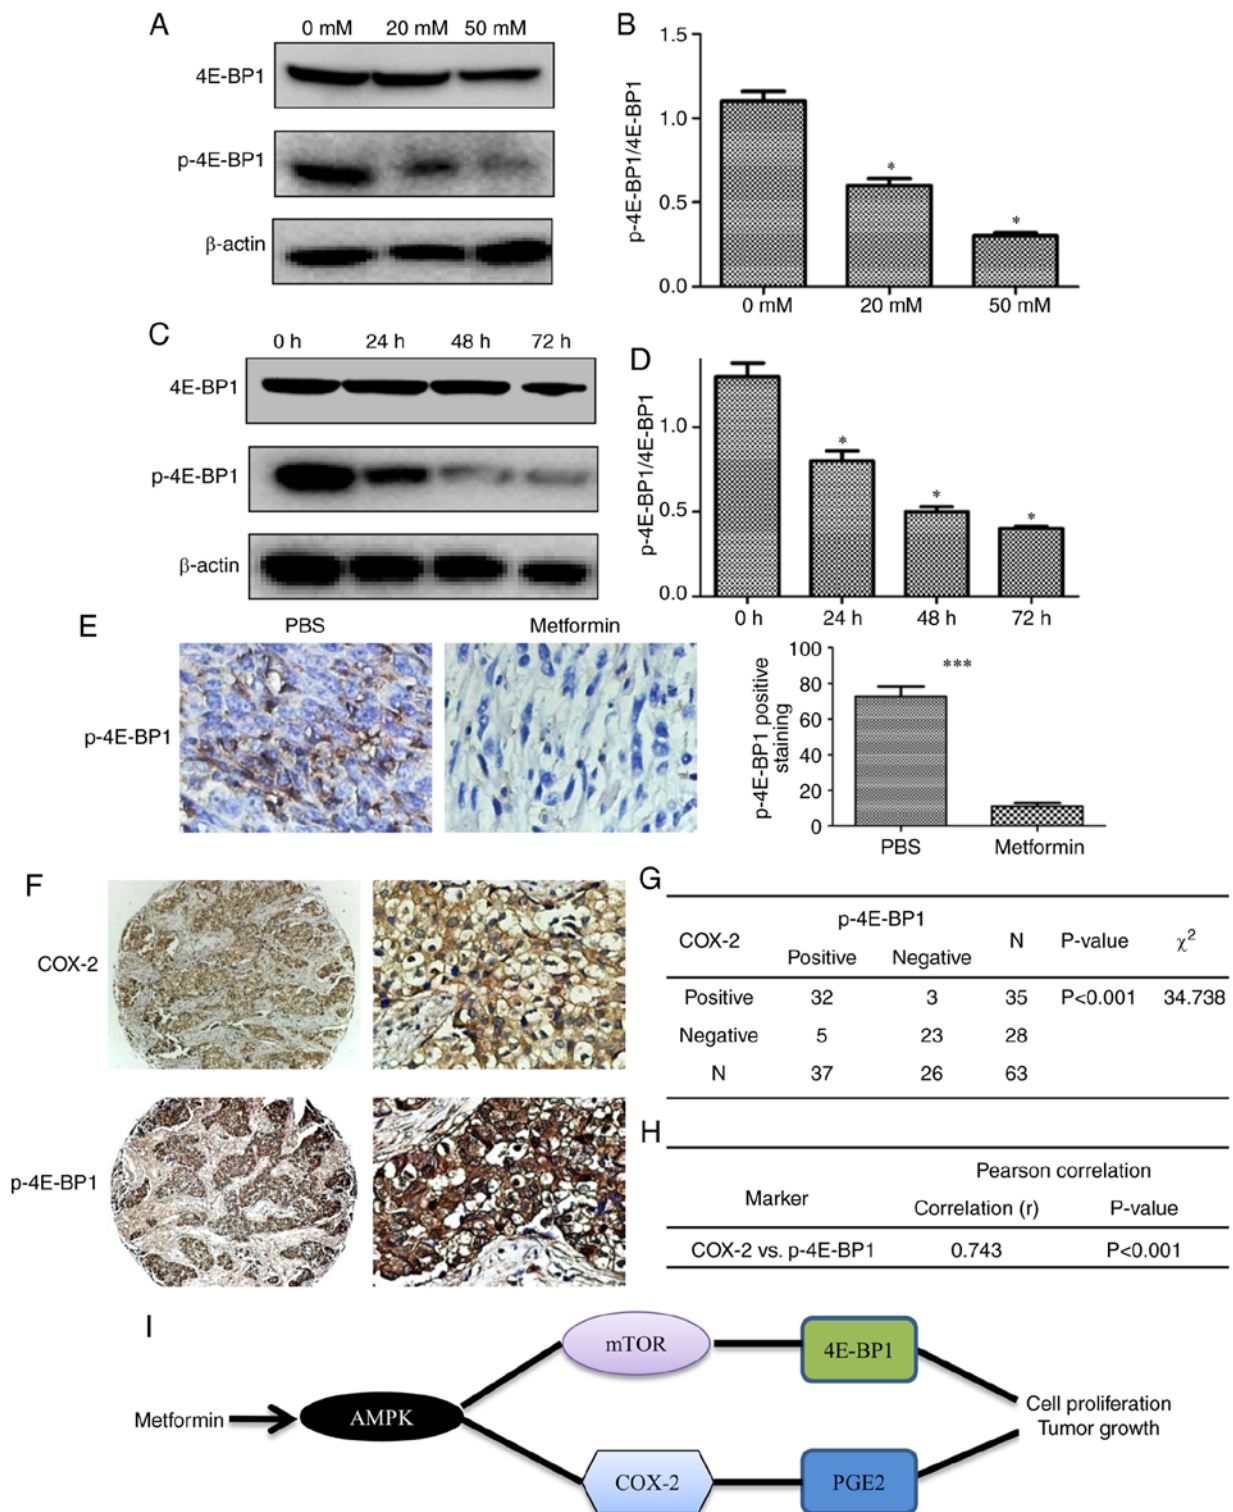 A
0 mM 20 mM 50 mM
4E-BP1
p-4E-BP1
β-actin
B
p-4E-BP1/4E-BP1
1.5
1.0
0.5
0.0
*
*
0 mM 20 mM 50 mM
C
0 h 24 h 48 h 72 h
4E-BP1
p-4E-BP1
β-actin
D
p-4E-BP1/4E-BP1
1.0
0.5
0.0
*
*
*
0 h 24 h 48 h 72 h
E
PBS Metformin
p-4E-BP1
p-4E-BP1 positive
staining
100
80
60
40
20
0
***
PBS Metformin
F
COX-2
p-4E-BP1
G
p-4E-BP1
COX-2 Positive Negative N P-value χ²
Positive 32 3 35 P<0.001 34.738
Negative 5 23 28
N 37 26 63
H
Pearson correlation
Marker Correlation (r) P-value
COX-2 vs. p-4E-BP1 0.743 P<0.001
I
Metformin
AMPK
mTOR
4E-BP1
COX-2
PGE2
Cell proliferation
Tumor growth